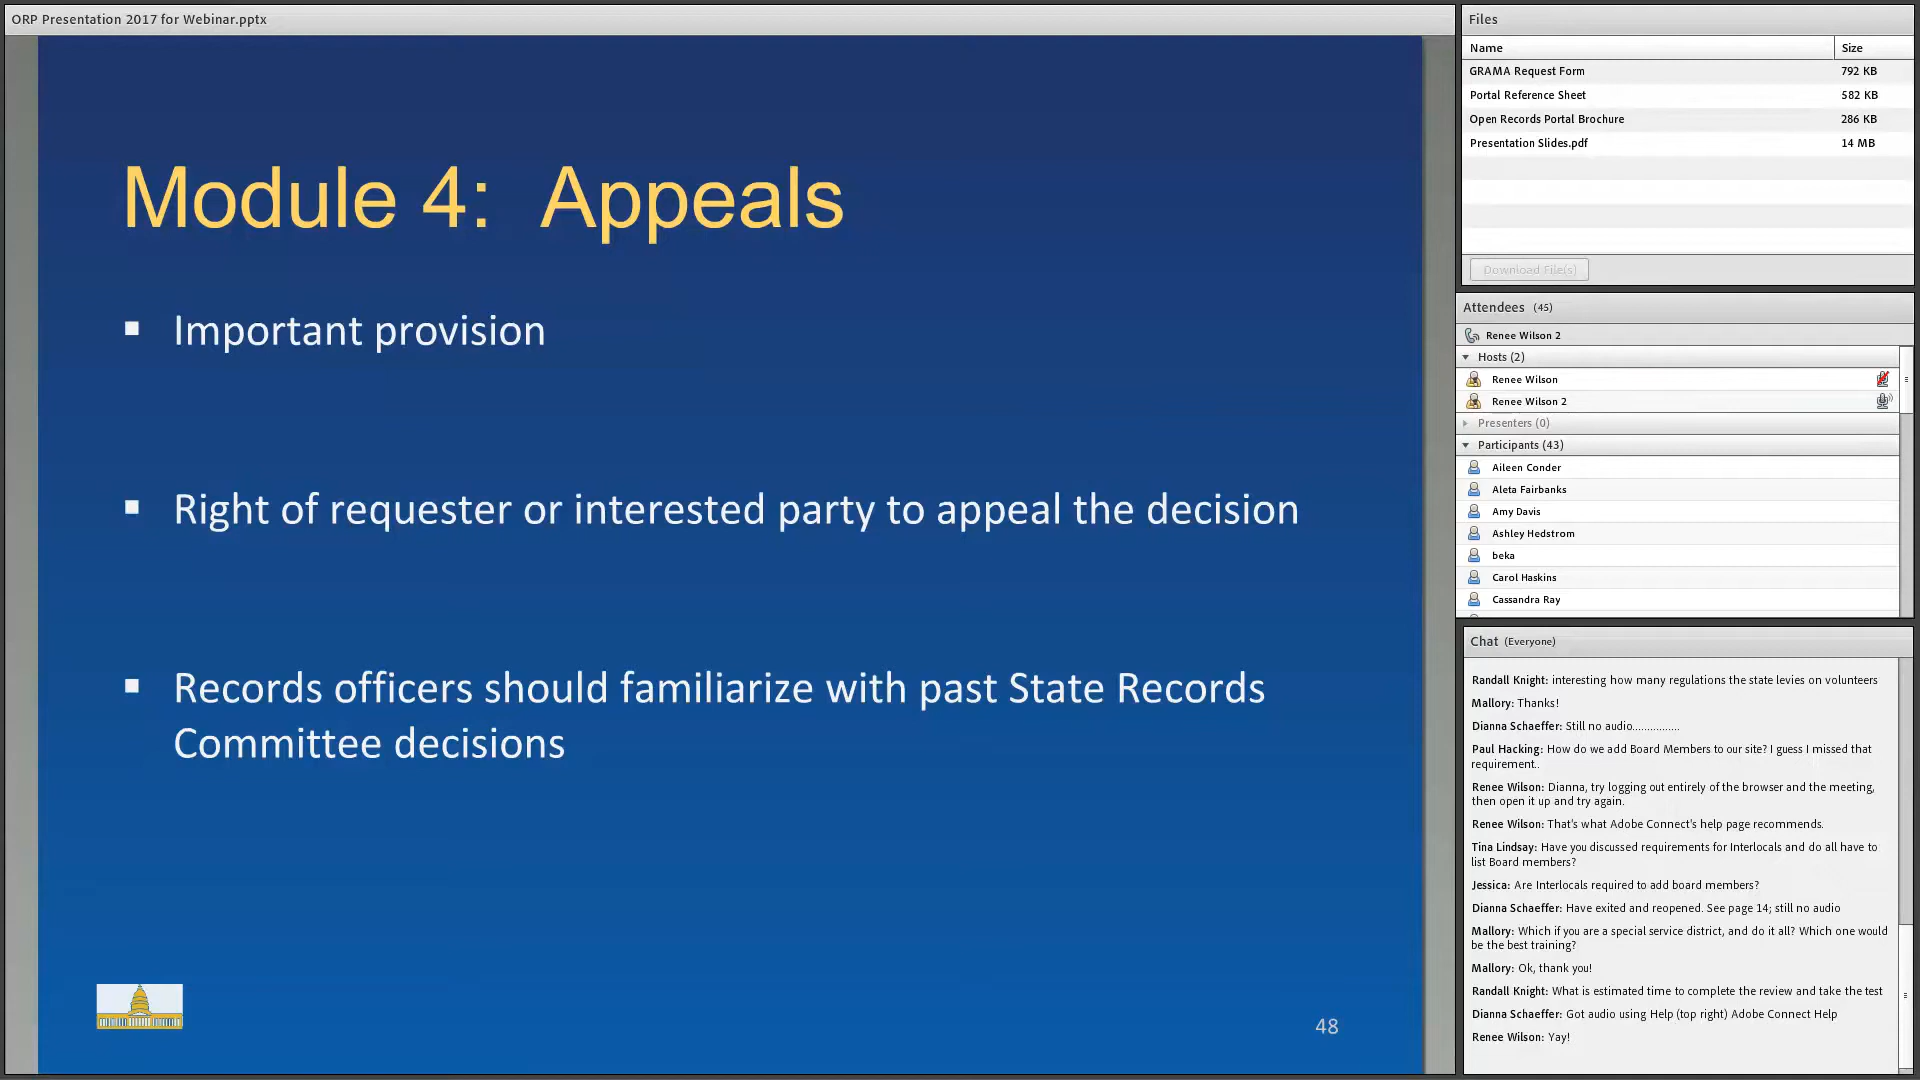 ORP Presentation 2017 for Webinar.pptx
Module 4: Appeals
Important provision
Right of requester or interested party to appeal the decision
Records officers should familiarize with past State Records
Committee decisions
48
Files
Name Size
GRAMA Request Form 792 KB
Portal Reference Sheet 582 KB
Open Records Portal Brochure 286 KB
Presentation Slides.pdf 14 MB
Download File(s)
Attendees (45)
Renee Wilson 2
Hosts (2)
Renee Wilson
Renee Wilson 2
Presenters (0)
Participants (43)
Aileen Conder
Aleta Fairbanks
Amy Davis
Ashley Hedstrom
beka
Carol Haskins
Cassandra Ray
Chat (Everyone)
Randall Knight: interesting how many regulations the state levies on volunteers
Mallory: Thanks!
Dianna Schaeffer: Still no audio................
Paul Hacking: How do we add Board Members to our site? I guess I missed that
requirement..
Renee Wilson: Dianna, try logging out entirely of the browser and the meeting,
then open it up and try again.
Renee Wilson: That's what Adobe Connect's help page recommends.
Tina Lindsay: Have you discussed requirements for Interlocals and do all have to
list Board members?
Jessica: Are Interlocals required to add board members?
Dianna Schaeffer: Have exited and reopened. See page 14; still no audio
Mallory: Which if you are a special service district, and do it all? Which one would
be the best training?
Mallory: Ok, thank you!
Randall Knight: What is estimated time to complete the review and take the test
Dianna Schaeffer: Got audio using Help (top right) Adobe Connect Help
Renee Wilson: Yay!